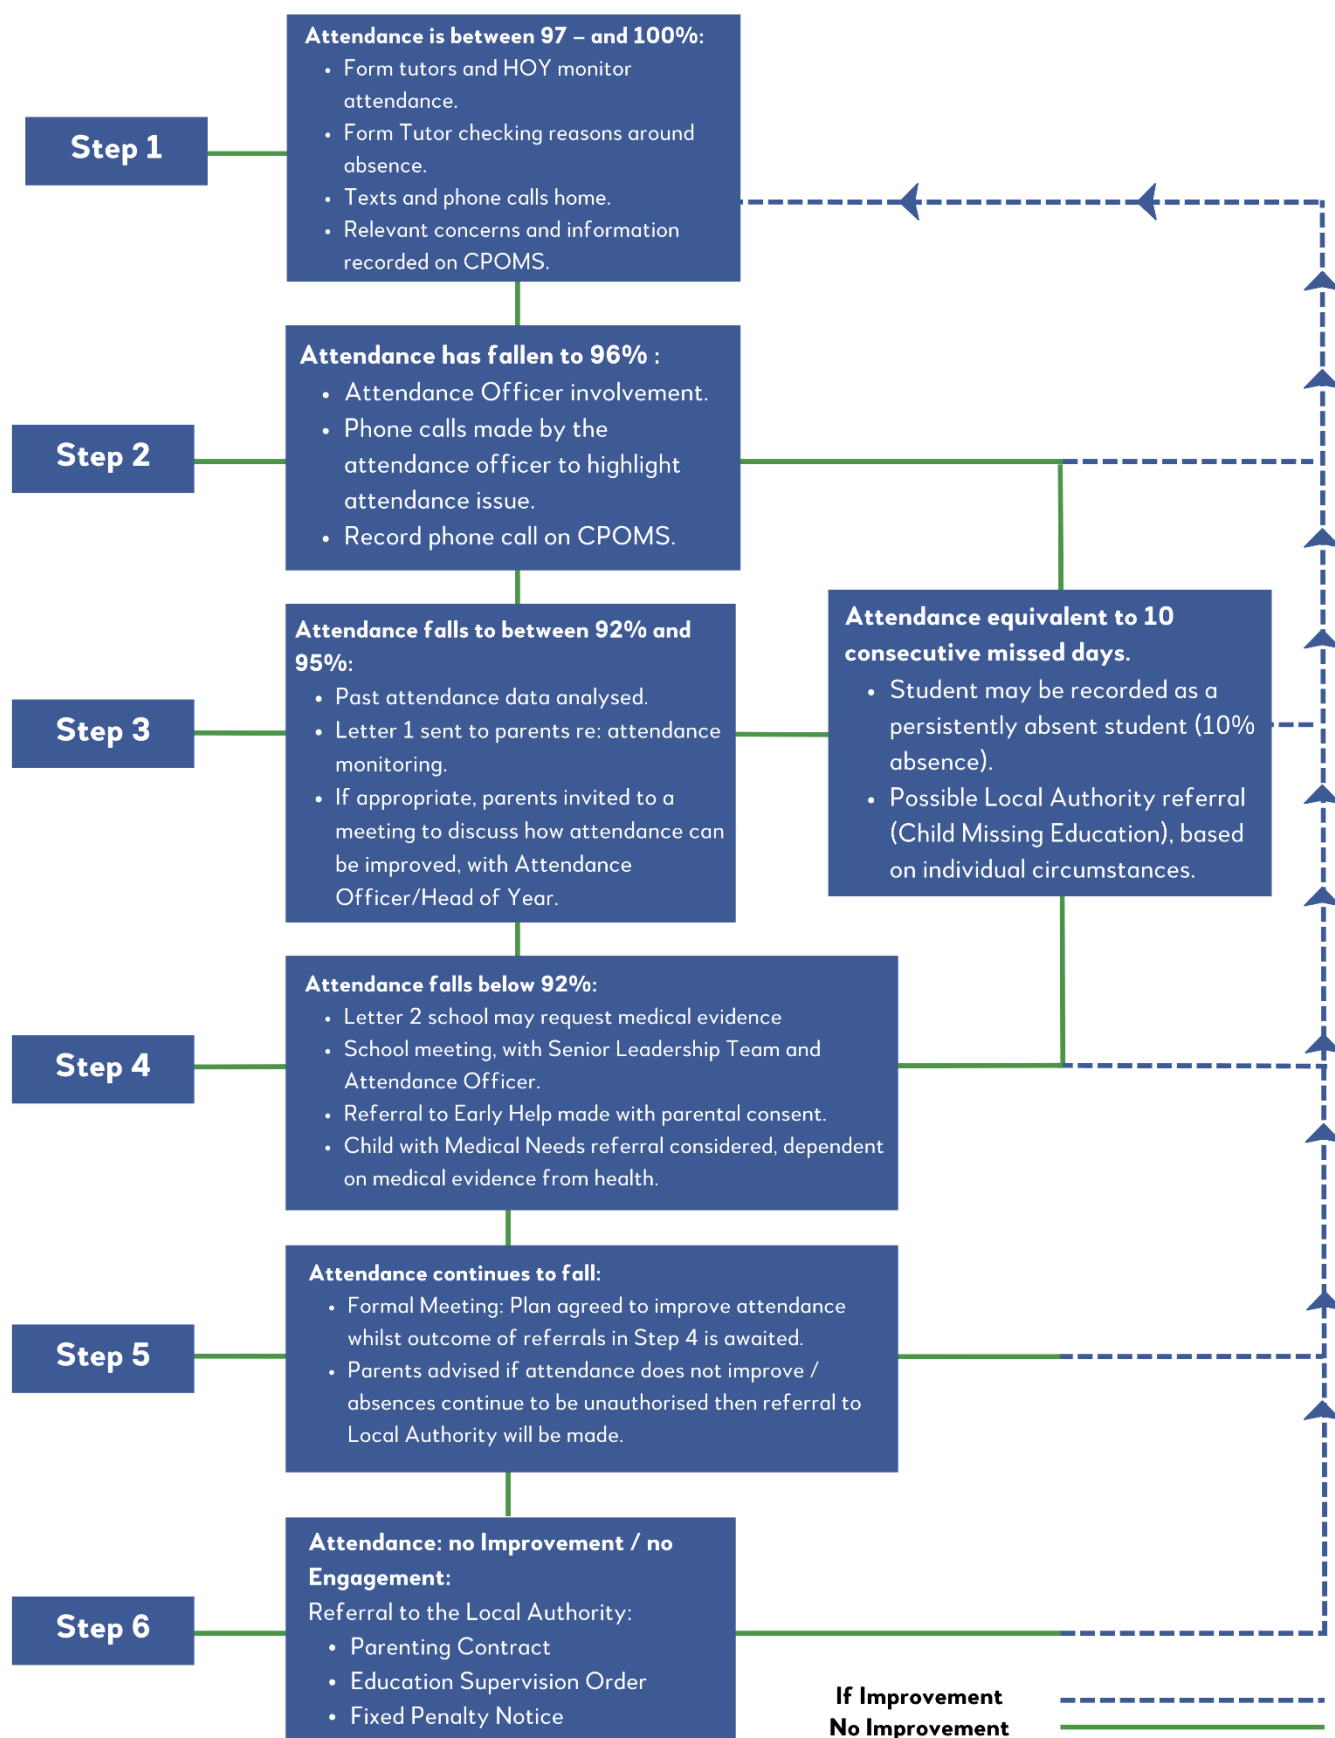 Step 1
Attendance is between 97 – and 100%:
• Form tutors and HOY monitor
attendance.
• Form Tutor checking reasons around
absence.
• Texts and phone calls home.
• Relevant concerns and information
recorded on CPOMS.
Step 2
Attendance has fallen to 96% :
• Attendance Officer involvement.
• Phone calls made by the
attendance officer to highlight
attendance issue.
• Record phone call on CPOMS.
Step 3
Attendance falls to between 92% and
95%:
• Past attendance data analysed.
• Letter 1 sent to parents re: attendance
monitoring.
• If appropriate, parents invited to a
meeting to discuss how attendance can
be improved, with Attendance
Officer/Head of Year.
Attendance equivalent to 10
consecutive missed days.
• Student may be recorded as a
persistently absent student (10%
absence).
• Possible Local Authority referral
(Child Missing Education), based
on individual circumstances.
Step 4
Attendance falls below 92%:
• Letter 2 school may request medical evidence
• School meeting, with Senior Leadership Team and
Attendance Officer.
• Referral to Early Help made with parental consent.
• Child with Medical Needs referral considered, dependent
on medical evidence from health.
Step 5
Attendance continues to fall:
• Formal Meeting: Plan agreed to improve attendance
whilst outcome of referrals in Step 4 is awaited.
• Parents advised if attendance does not improve /
absences continue to be unauthorised then referral to
Local Authority will be made.
Step 6
Attendance: no Improvement / no
Engagement:
Referral to the Local Authority:
• Parenting Contract
• Education Supervision Order
• Fixed Penalty Notice
If Improvement
No Improvement